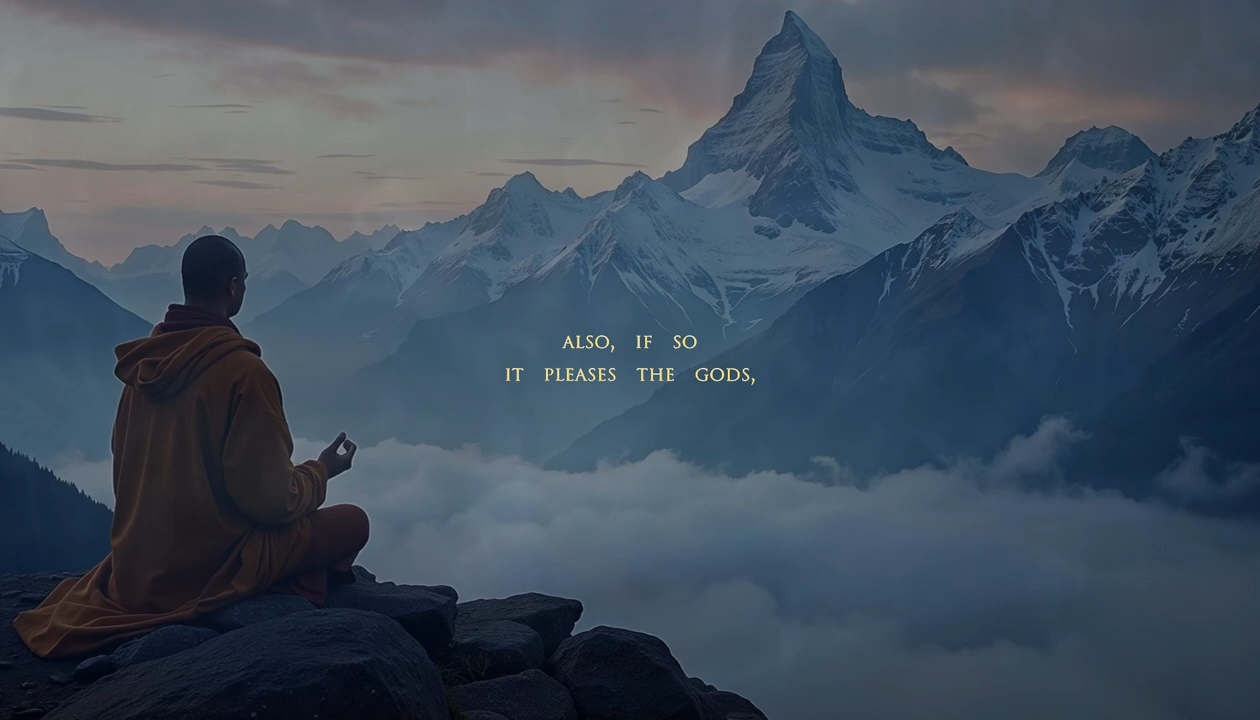 ALSO, IF SO
IT PLEASES THE GODS,